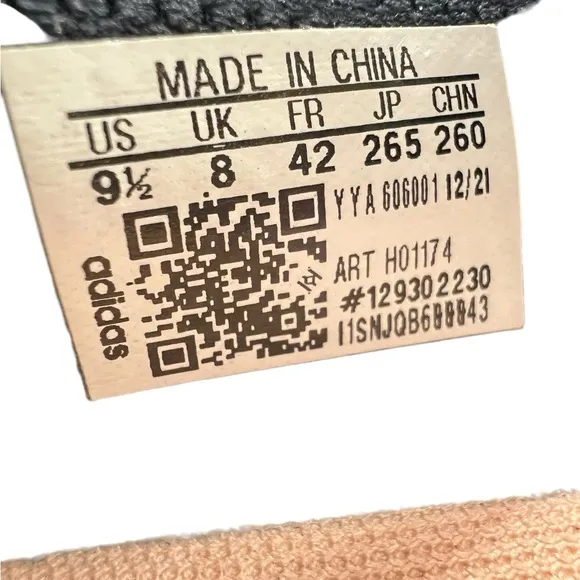 MADE IN CHINA
US UK FR JP CHN
9½ 8 42 265 260
YYA 606001 12/21
ART H01174
#129302230
adidas